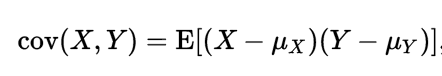 cov(X, Y) = E[(X − μ_X)(Y − μ_Y)],